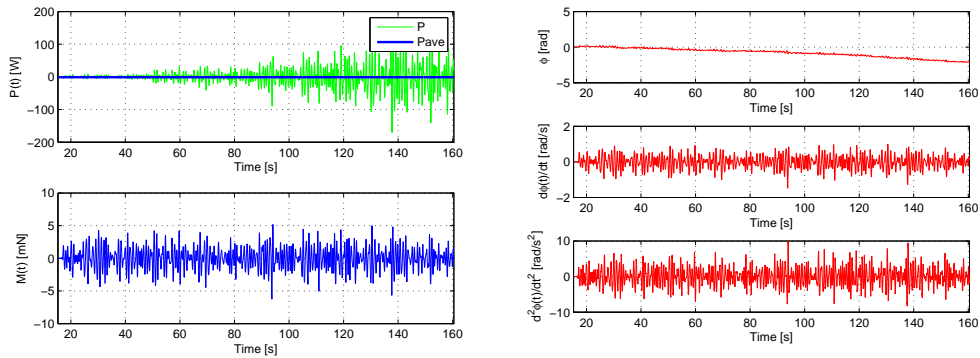 200
100
0
−100
−200
P(t) [W]
P
Pave
20 40 60 80 100 120 140 160
Time [s]
10
5
0
−5
−10
M(t) [mN]
20 40 60 80 100 120 140 160
Time [s]
5
0
−5
ϕ [rad]
20 40 60 80 100 120 140 160
Time [s]
2
0
−2
dϕ(t)/dt [rad/s]
20 40 60 80 100 120 140 160
Time [s]
10
0
−10
d²ϕ(t)/dt² [rad/s²]
20 40 60 80 100 120 140 160
Time [s]